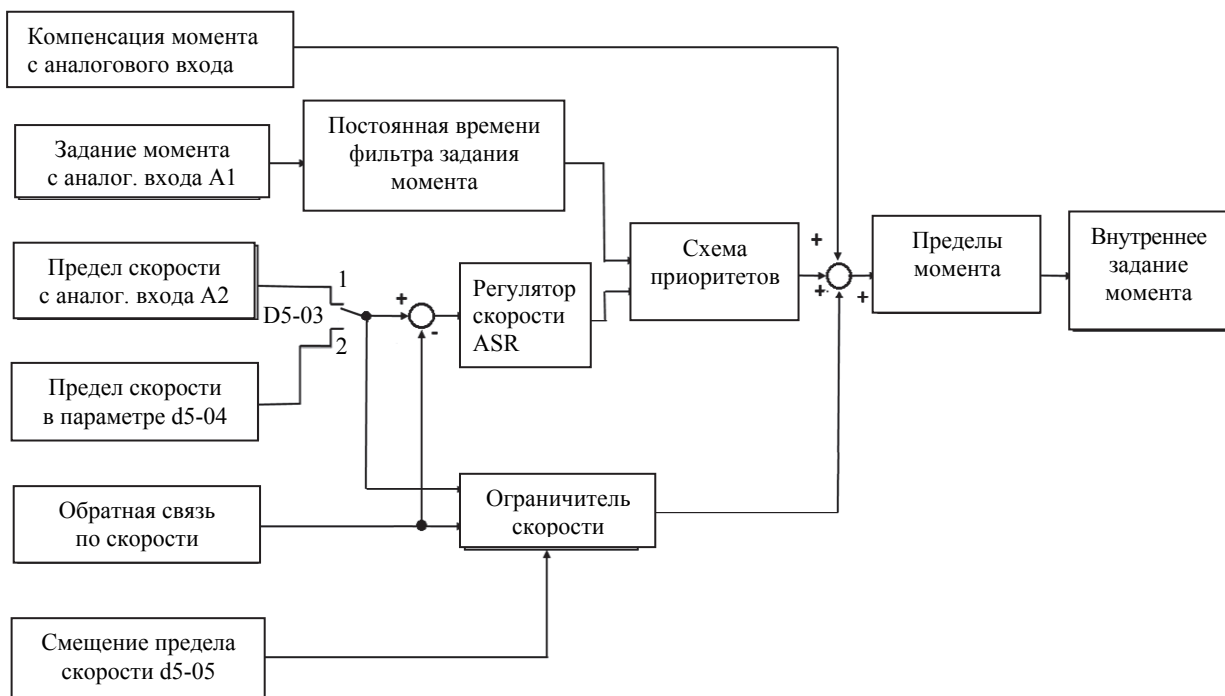 Компенсация момента
с аналогового входа
Задание момента
с аналог. входа А1
Постоянная времени
фильтра задания
момента
Предел скорости
с аналог. входа А2
1
D5-03
2
Предел скорости
в параметре d5-04
+
-
Регулятор
скорости
ASR
Схема
приоритетов
+
+
+
Пределы
момента
Внутреннее
задание
момента
Обратная связь
по скорости
Ограничитель
скорости
Смещение предела
скорости d5-05